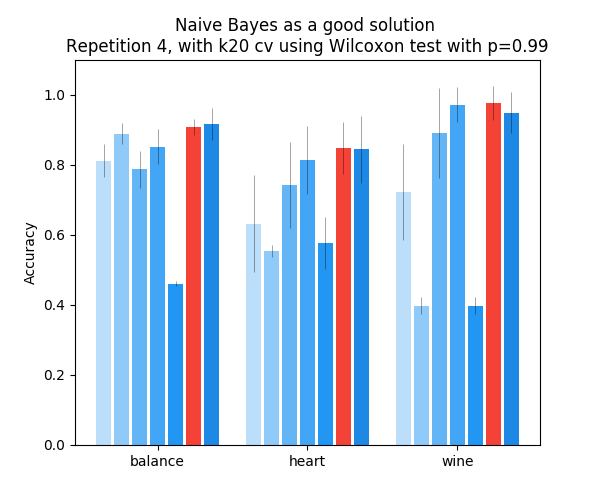 Naive Bayes as a good solution
Repetition 4, with k20 cv using Wilcoxon test with p=0.99
1.0
0.8
0.6
0.4
0.2
0.0
Accuracy
balance
heart
wine